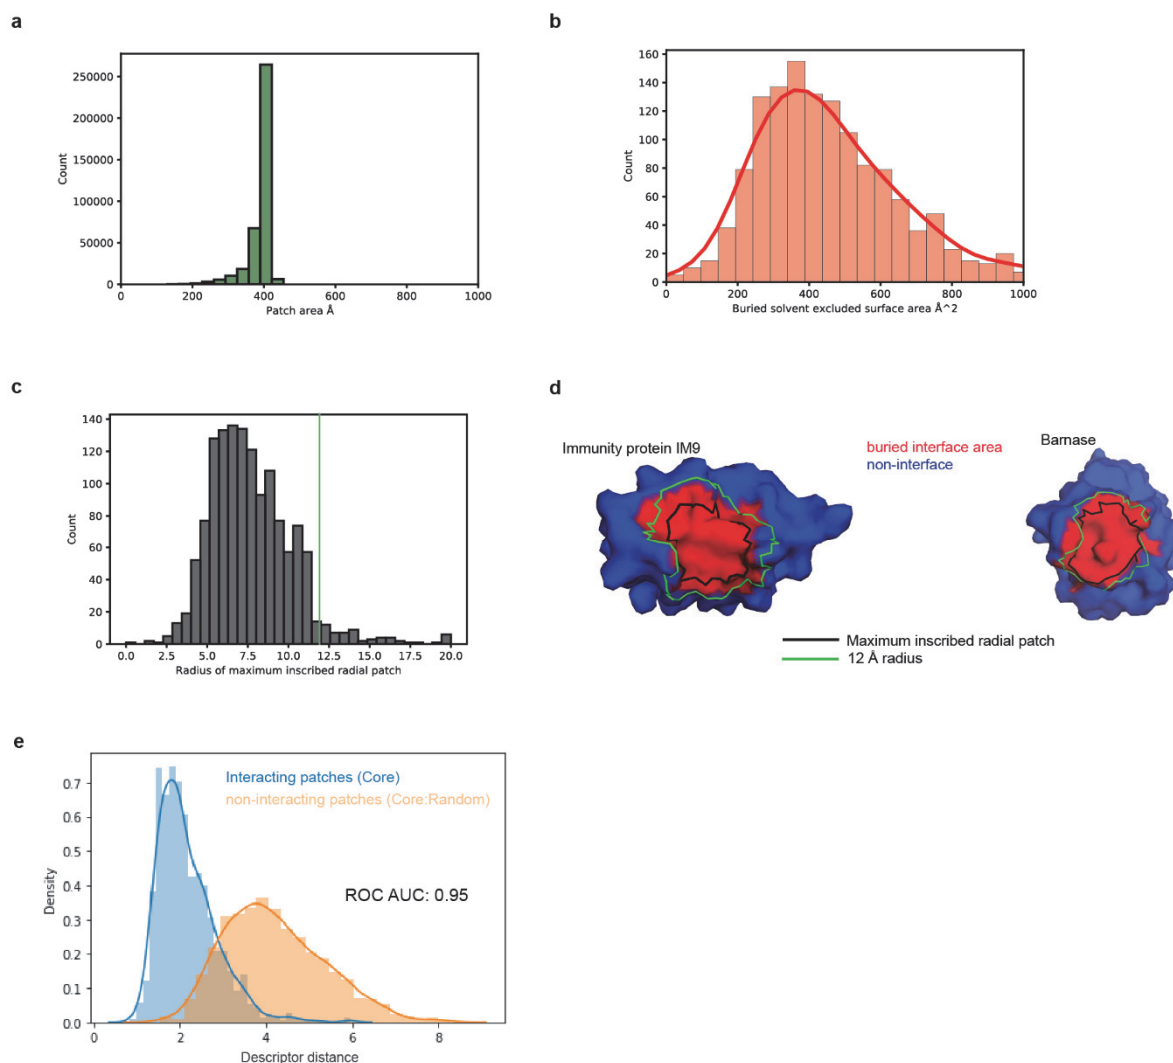 a
250000
200000
150000
100000
50000
0
Count
0 200 400 600 800 1000
Patch area Å
b
160
140
120
100
80
60
40
20
0
Count
0 200 400 600 800 1000
Buried solvent excluded surface area Å^2
c
140
120
100
80
60
40
20
0
Count
0.0 2.5 5.0 7.5 10.0 12.5 15.0 17.5 20.0
Radius of maximum inscribed radial patch
d
Immunity protein IM9
buried interface area
non-interface
Barnase
Maximum inscribed radial patch
12 Å radius
e
0.7
0.6
0.5
0.4
0.3
0.2
0.1
0.0
Density
Interacting patches (Core)
non-interacting patches (Core:Random)
ROC AUC: 0.95
0 2 4 6 8
Descriptor distance